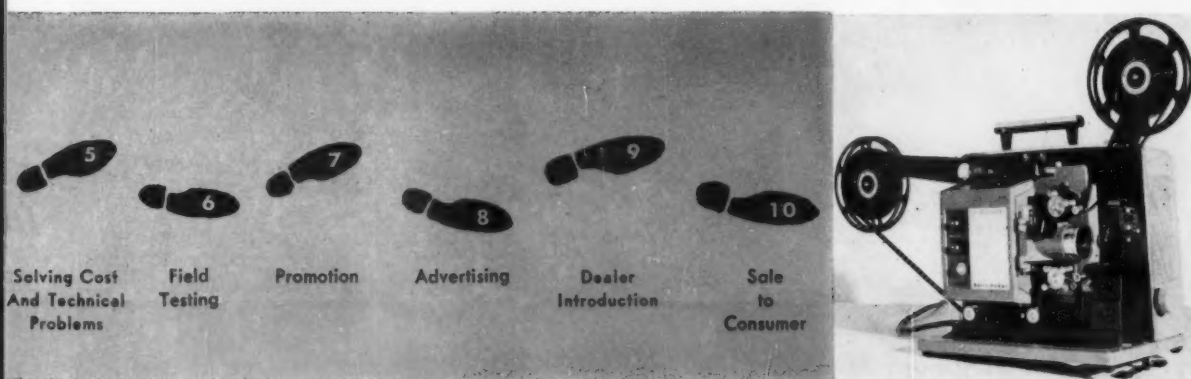 5
6
7
8
9
10
Solving Cost
And Technical
Problems
Field
Testing
Promotion
Advertising
Dealer
Introduction
Sale
to
Consumer